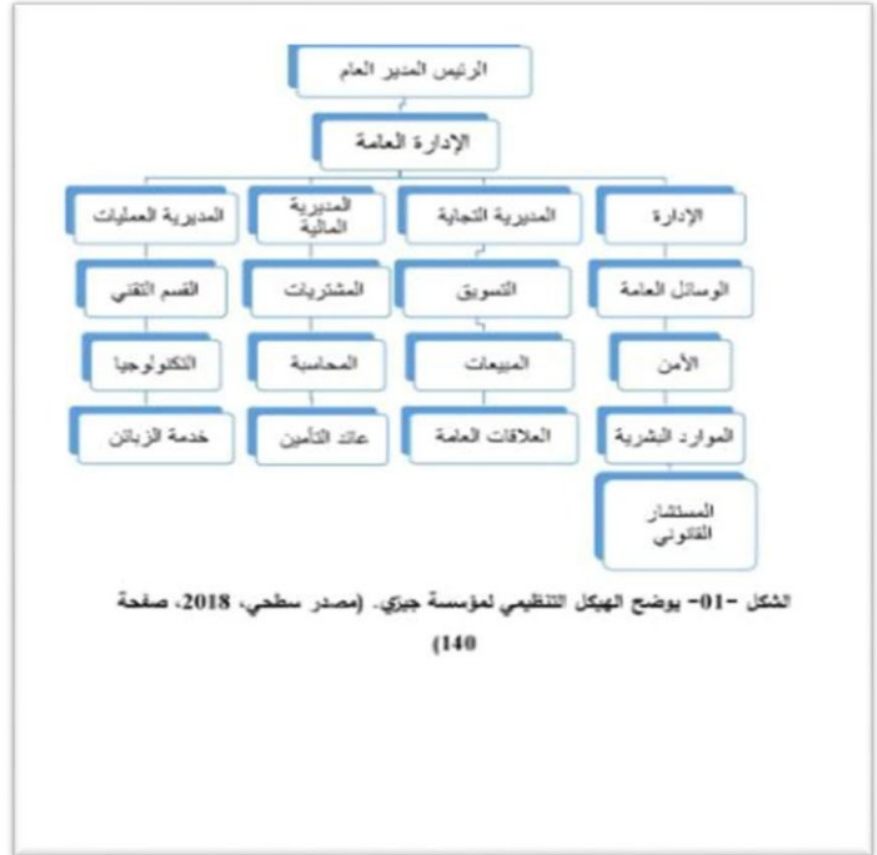 الرئيس المدير العام
الإدارة العامة
الإدارة
المديرية التجاية
المديرية
المالية
المديرية العمليات
الوسائل العامة
التسويق
المشتريات
القسم التقني
الأمن
المبيعات
المحاسبة
التكنولوجيا
الموارد البشرية
العلاقات العامة
عائد التأمين
خدمة الزبائن
المستشار
القانوني
الشكل -01- يوضح الهيكل التنظيمي لمؤسسة جيزي. (مصدر سطحي، 2018، صفحة
140)